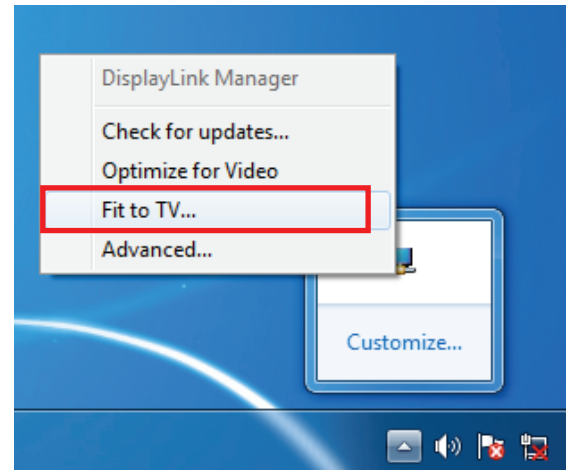 DisplayLink Manager
Check for updates...
Optimize for Video
Fit to TV...
Advanced...
Customize...